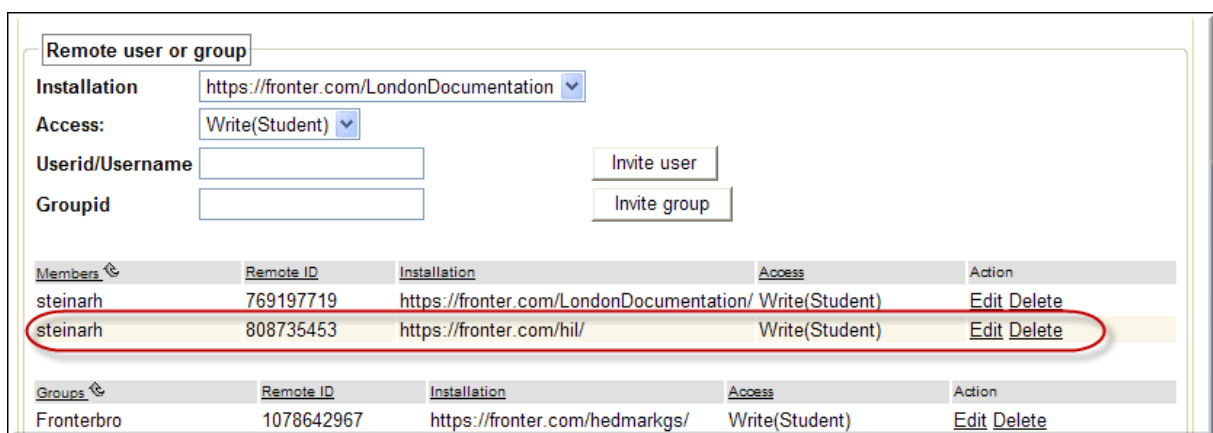 Remote user or group
Installation https://fronter.com/LondonDocumentation
Access: Write(Student)
Userid/Username Invite user
Groupid Invite group
Members Remote ID Installation Access Action
steinarh 769197719 https://fronter.com/LondonDocumentation/ Write(Student) Edit Delete
steinarh 808735453 https://fronter.com/hil/ Write(Student) Edit Delete
Groups Remote ID Installation Access Action
Fronterbro 1078642967 https://fronter.com/hedmarkgs/ Write(Student) Edit Delete